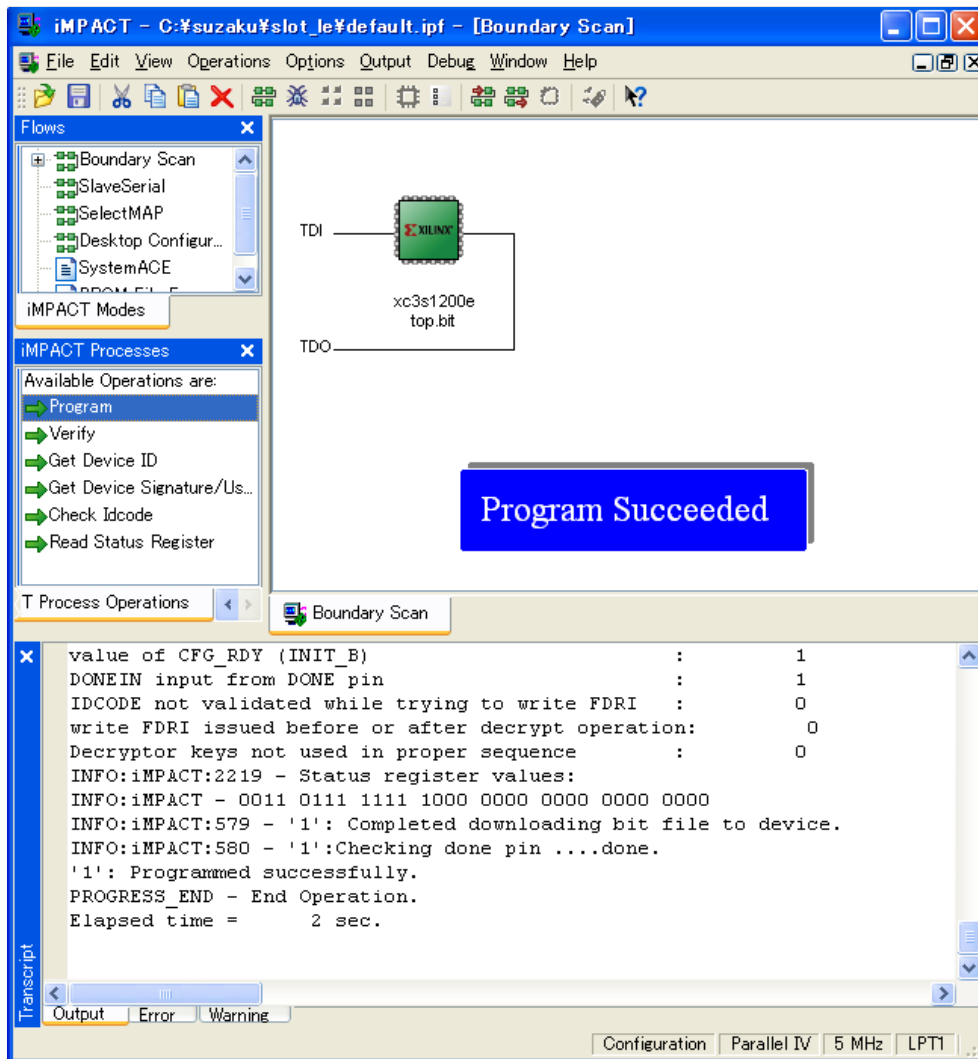 iMPACT - C:¥suzaku¥slot_le¥default.ipf - [Boundary Scan]
File Edit View Operations Options Output Debug Window Help
Flows
Boundary Scan
SlaveSerial
SelectMAP
Desktop Configur...
SystemACE
iMPACT Modes
iMPACT Processes
Available Operations are:
Program
Verify
Get Device ID
Get Device Signature/Us...
Check Idcode
Read Status Register
T Process Operations
TDI
XILINX
xc3s1200e
top.bit
TDO
Program Succeeded
Boundary Scan
value of CFG_RDY (INIT_B) : 1
DONEIN input from DONE pin : 1
IDCODE not validated while trying to write FDRI : 0
write FDRI issued before or after decrypt operation: 0
Decryptor keys not used in proper sequence : 0
INFO:iMPACT:2219 - Status register values:
INFO:iMPACT - 0011 0111 1111 1000 0000 0000 0000 0000
INFO:iMPACT:579 - '1': Completed downloading bit file to device.
INFO:iMPACT:580 - '1':Checking done pin ....done.
'1': Programmed successfully.
PROGRESS_END - End Operation.
Elapsed time = 2 sec.
Transcript
Output Error Warning
Configuration Parallel IV 5 MHz LPT1